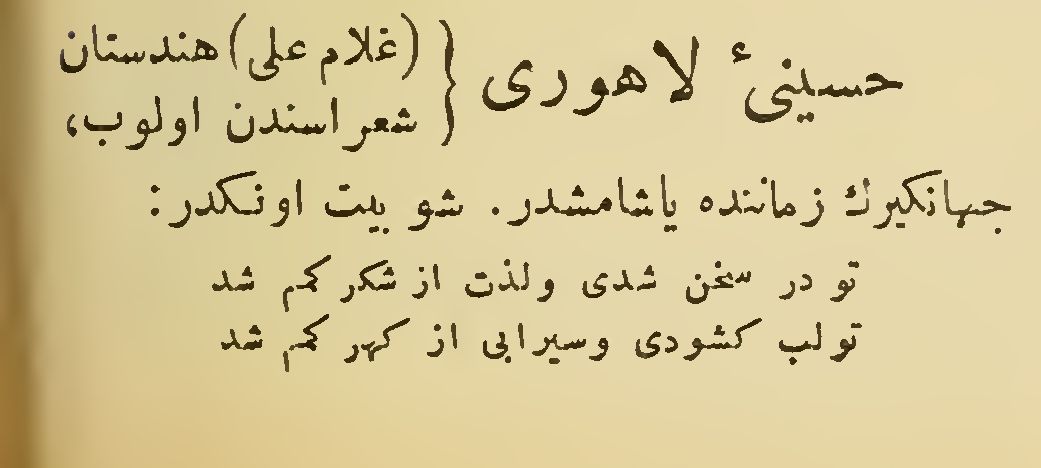 حسینیٔ لاهوری { (غلام علی) هندستان
شعراسندن اولوب،
جهانکیرك زماننده یاشامشدر. شو بیت اونکدر:
تو در سخن شدی ولذت از شکر کم شد
تو لب کشودی وسیرابی از کهر کم شد